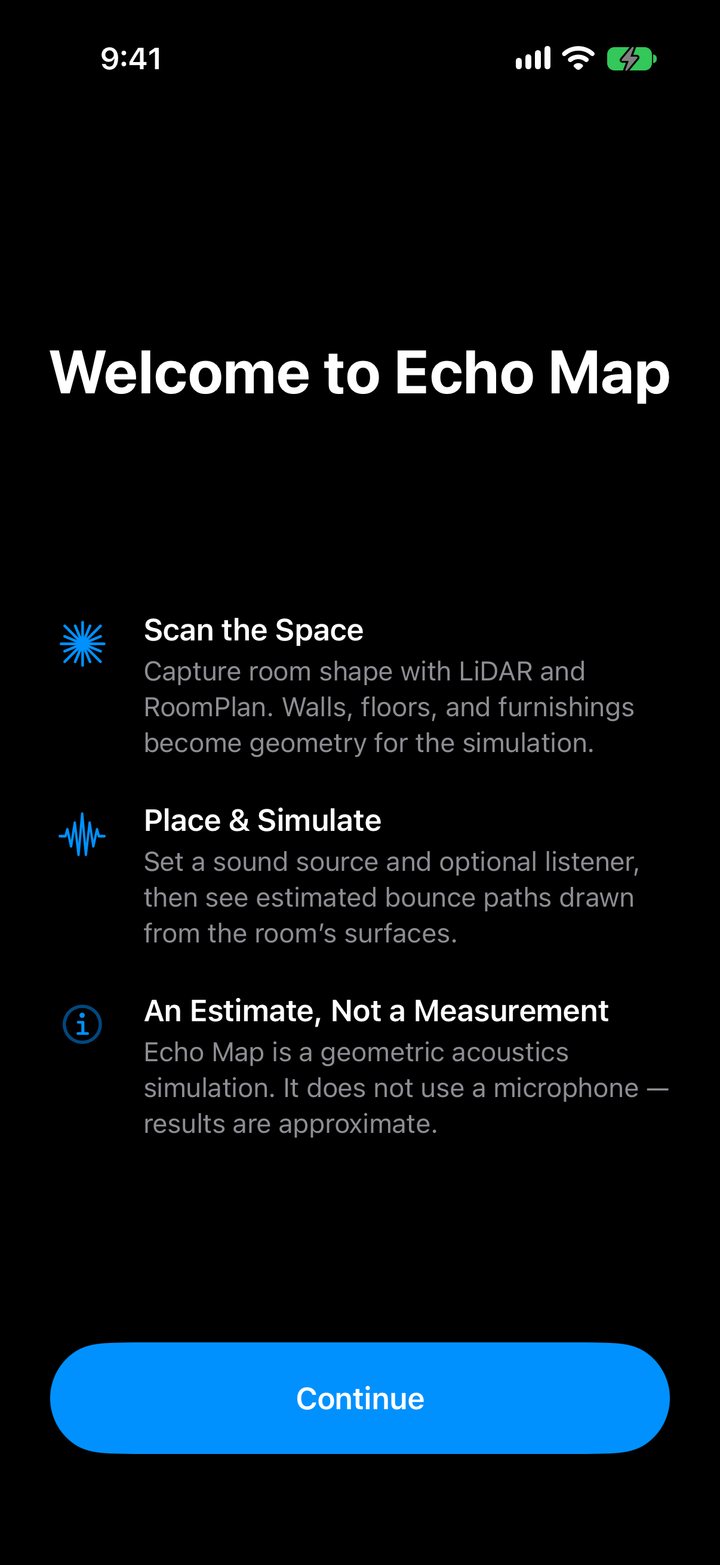 9:41
Welcome to Echo Map
Scan the Space
Capture room shape with LiDAR and
RoomPlan. Walls, floors, and furnishings
become geometry for the simulation.
Place & Simulate
Set a sound source and optional listener,
then see estimated bounce paths drawn
from the room’s surfaces.
An Estimate, Not a Measurement
Echo Map is a geometric acoustics
simulation. It does not use a microphone —
results are approximate.
Continue